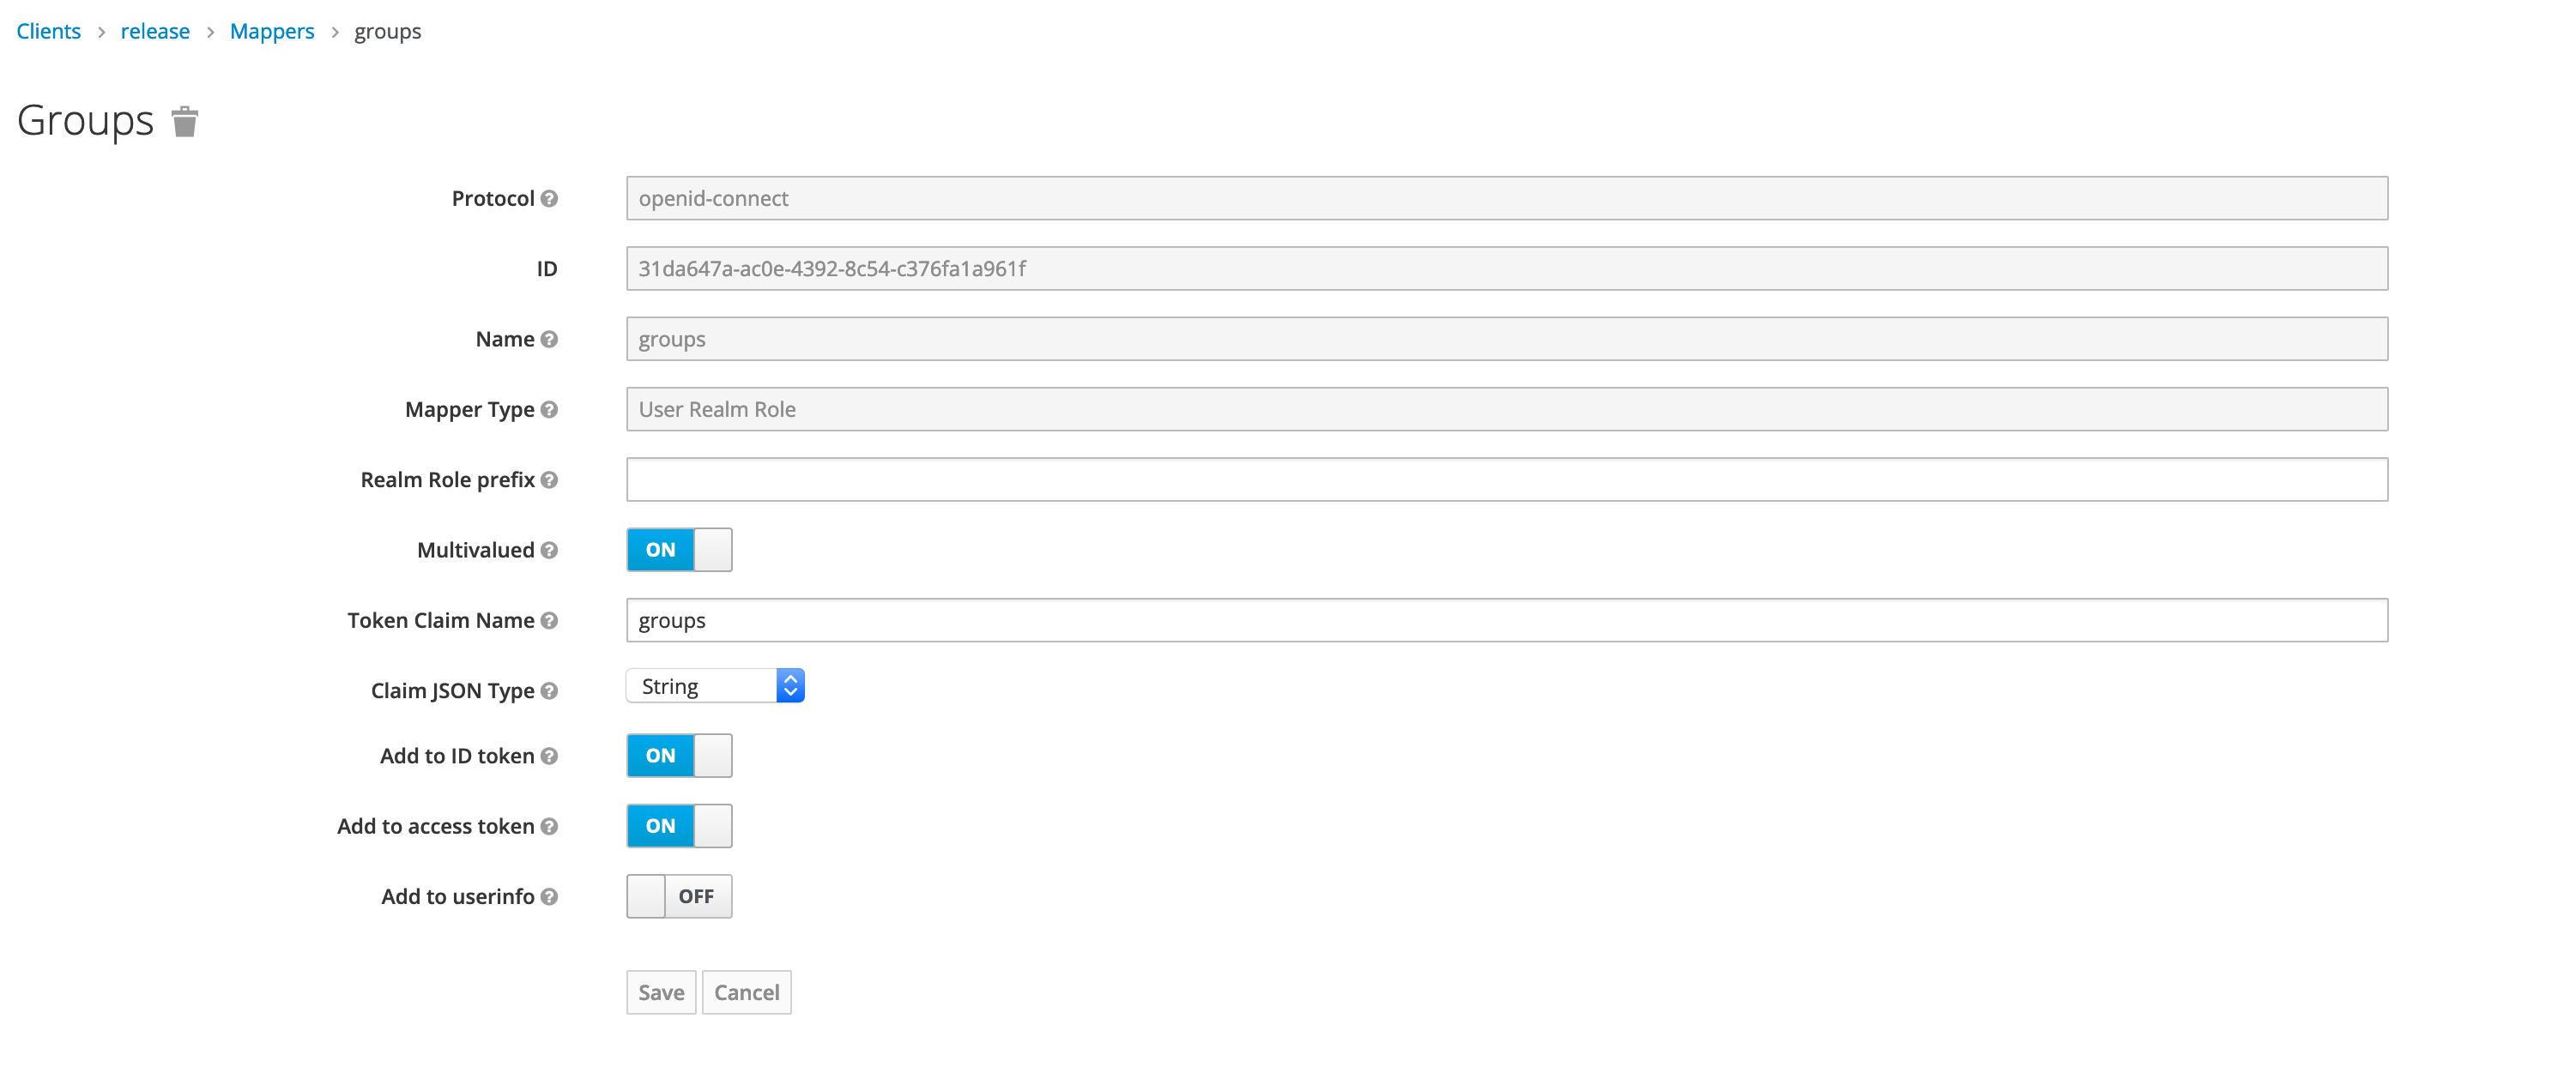 Clients > release > Mappers > groups
Groups
Protocol openid-connect
ID 31da647a-ac0e-4392-8c54-c376fa1a961f
Name groups
Mapper Type User Realm Role
Realm Role prefix
Multivalued ON
Token Claim Name groups
Claim JSON Type String
Add to ID token ON
Add to access token ON
Add to userinfo OFF
Save Cancel